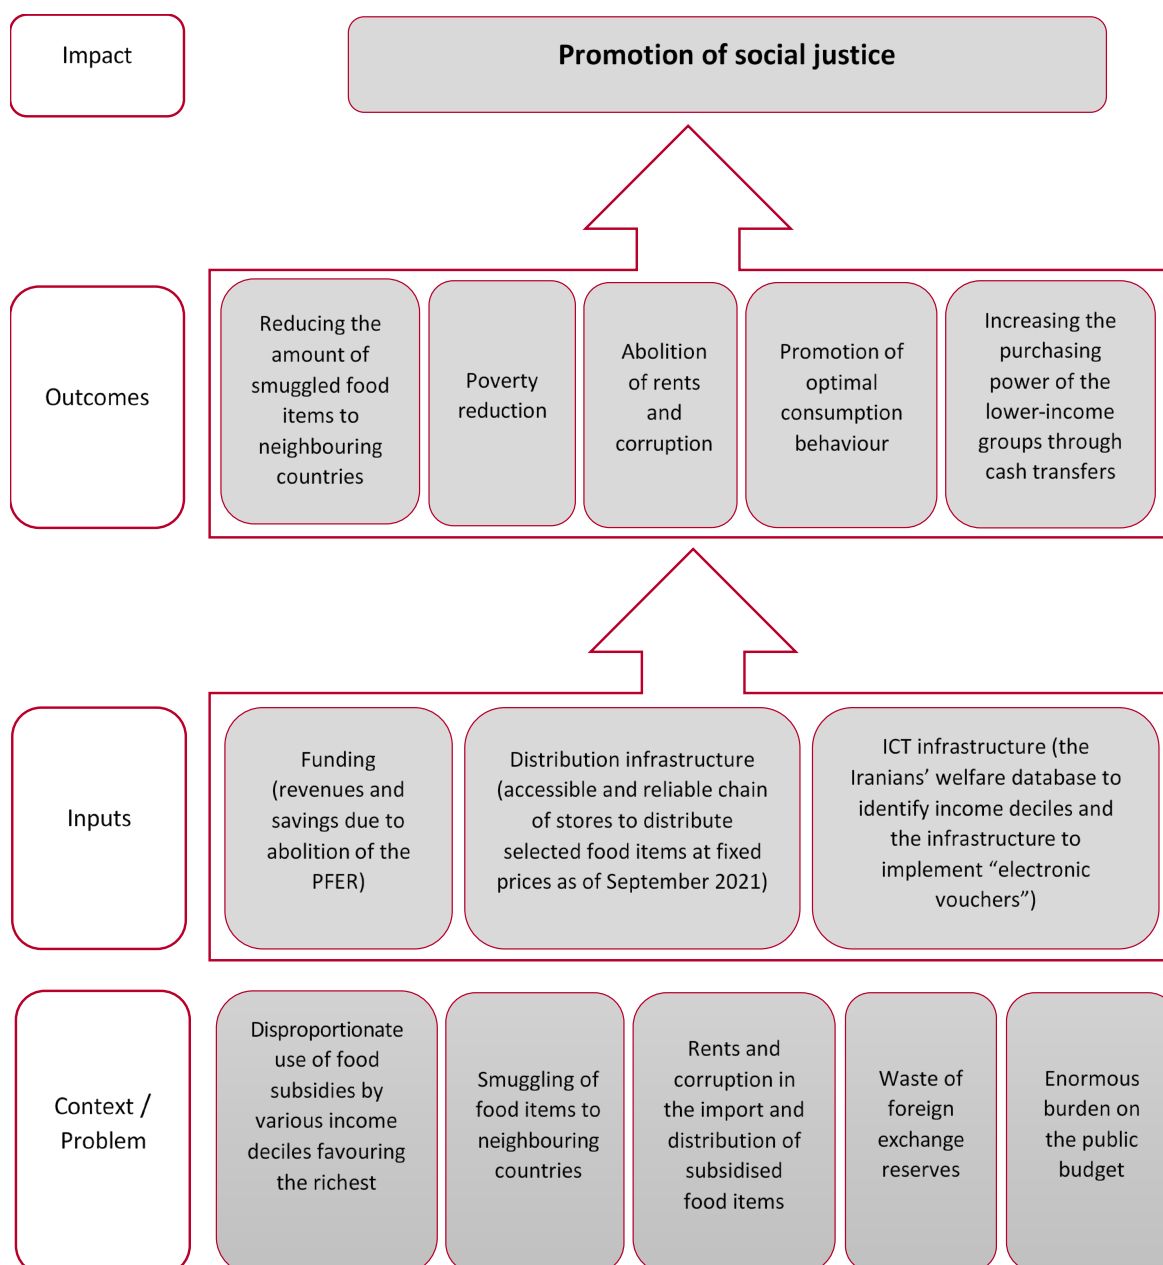 Impact
Promotion of social justice
Outcomes
Reducing the
amount of
smuggled food
items to
neighbouring
countries
Poverty
reduction
Abolition
of rents
and
corruption
Promotion of
optimal
consumption
behaviour
Increasing the
purchasing
power of the
lower-income
groups through
cash transfers
Inputs
Funding
(revenues and
savings due to
abolition of the
PFER)
Distribution infrastructure
(accessible and reliable chain
of stores to distribute
selected food items at fixed
prices as of September 2021)
ICT infrastructure (the
Iranians’ welfare database to
identify income deciles and
the infrastructure to
implement “electronic
vouchers”)
Context /
Problem
Disproportionate
use of food
subsidies by
various income
deciles favouring
the richest
Smuggling of
food items to
neighbouring
countries
Rents and
corruption in
the import and
distribution of
subsidised
food items
Waste of
foreign
exchange
reserves
Enormous
burden on
the public
budget